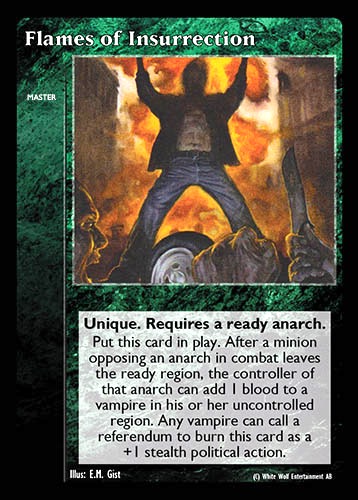 Flames of Insurrection
MASTER
Unique. Requires a ready anarch.
Put this card in play. After a minion
opposing an anarch in combat leaves
the ready region, the controller of
that anarch can add 1 blood to a
vampire in his or her uncontrolled
region. Any vampire can call a
referendum to burn this card as a
+1 stealth political action.
Illus: E.M. Gist
(C) White Wolf Entertainment AB